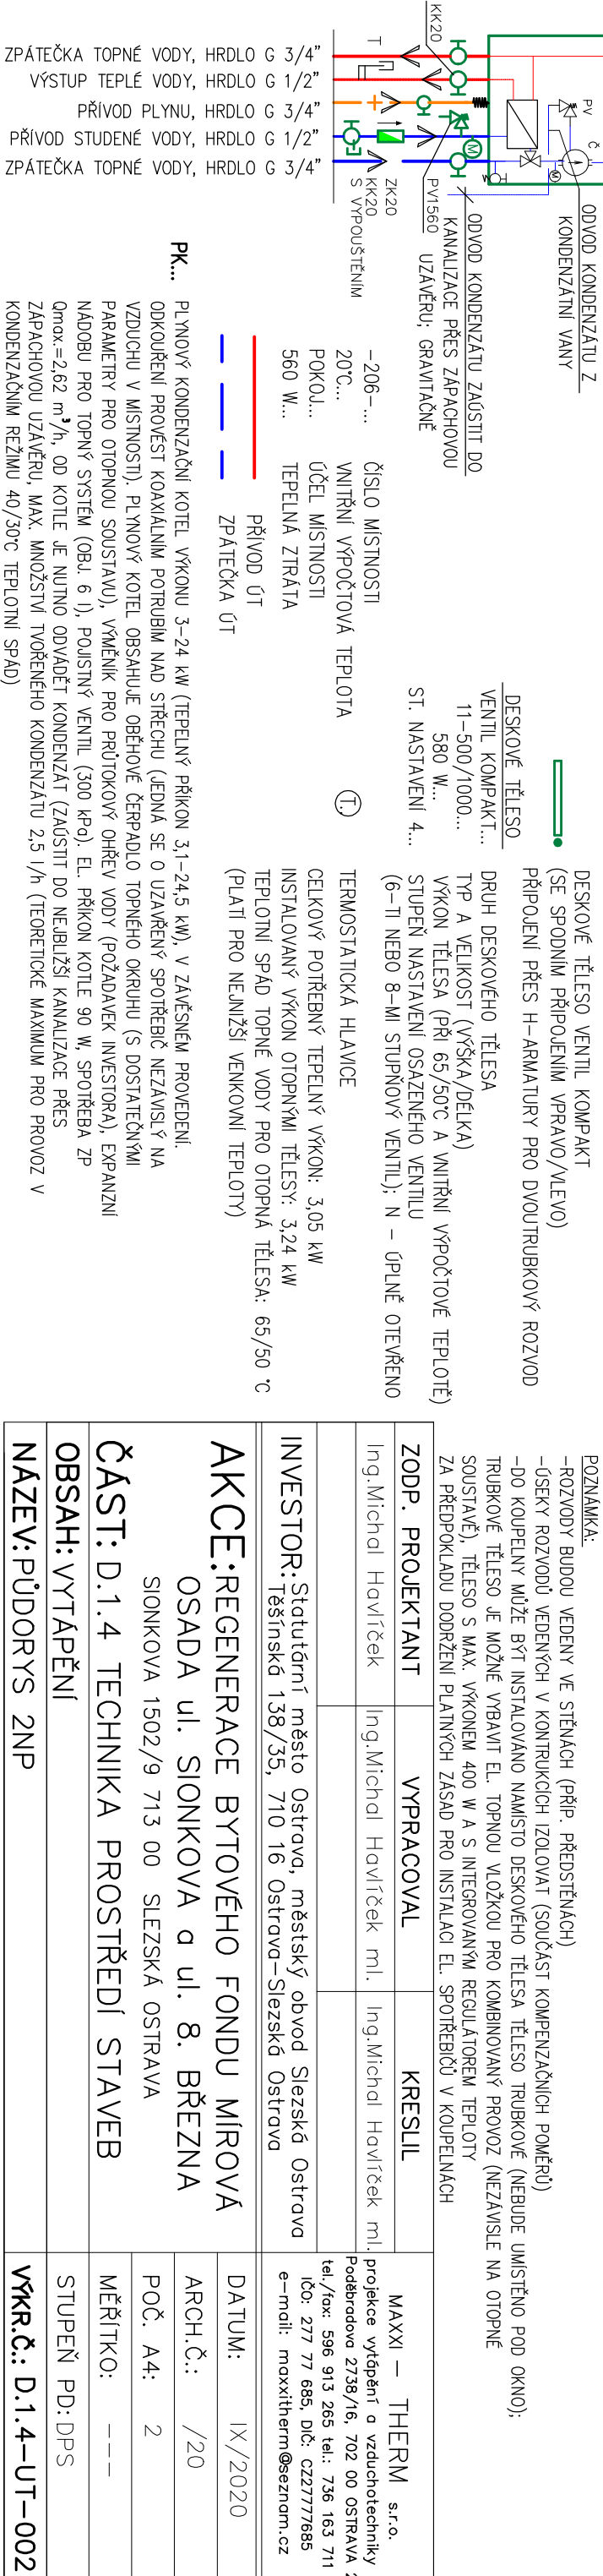 ZPÁTEČKA TOPNÉ VODY, HRDLO G 3/4"
VÝSTUP TEPLÉ VODY, HRDLO G 1/2"
PŘÍVOD PLYNU, HRDLO G 3/4"
PŘÍVOD STUDENÉ VODY, HRDLO G 1/2"
ZPÁTEČKA TOPNÉ VODY, HRDLO G 3/4"
T
KK20
PV
Č
M
M
ZK20
KK20
S VYPOUŠTĚNÍM
PV1560
ODVOD KONDENZÁTU Z
KONDENZÁTNÍ VANY
ODVOD KONDENZÁTU ZAÚSTIT DO
KANALIZACE PŘES ZÁPACHOVOU
UZÁVĚRU; GRAVITAČNĚ
-206-... ČÍSLO MÍSTNOSTI
20°C... VNITŘNÍ VÝPOČTOVÁ TEPLOTA
POKOJ... ÚČEL MÍSTNOSTI
560 W... TEPELNÁ ZTRÁTA
PŘÍVOD ÚT
ZPÁTEČKA ÚT
PK... PLYNOVÝ KONDENZAČNÍ KOTEL VÝKONU 3-24 kW (TEPELNÝ PŘÍKON 3,1-24,5 kW), V ZÁVĚSNÉM PROVEDENÍ.
ODKOUŘENÍ PROVÉST KOAXIÁLNÍM POTRUBÍM NAD STŘECHU (JEDNÁ SE O UZAVŘENÝ SPOTŘEBIČ NEZÁVISLÝ NA
VZDUCHU V MÍSTNOSTI). PLYNOVÝ KOTEL OBSAHUJE OBĚHOVÉ ČERPADLO TOPNÉHO OKRUHU (S DOSTATEČNÝMI
PARAMETRY PRO OTOPNOU SOUSTAVU), VÝMĚNÍK PRO PRŮTOKOVÝ OHŘEV VODY (POŽADAVEK INVESTORA), EXPANZNÍ
NÁDOBU PRO TOPNÝ SYSTÉM (OBJ. 6 l), POJISTNÝ VENTIL (300 kPa). EL. PŘÍKON KOTLE 90 W, SPOTŘEBA ZP
Qmax.=2,62 m³/h, OD KOTLE JE NUTNO ODVÁDĚT KONDENZÁT (ZAÚSTIT DO NEJBLIŽŠÍ KANALIZACE PŘES
ZÁPACHOVOU UZÁVĚRU, MAX. MNOŽSTVÍ TVOŘENÉHO KONDENZÁTU 2,5 l/h (TEORETICKÉ MAXIMUM PRO PROVOZ V
KONDENZAČNÍM REŽIMU 40/30°C TEPLOTNÍ SPÁD)
DESKOVÉ TĚLESO VENTIL KOMPAKT
(SE SPODNÍM PŘIPOJENÍM VPRAVO/VLEVO)
PŘIPOJENÍ PŘES H-ARMATURY PRO DVOUTRUBKOVÝ ROZVOD
DESKOVÉ TĚLESO
VENTIL KOMPAKT... DRUH DESKOVÉHO TĚLESA
11-500/1000... TYP A VELIKOST (VÝŠKA/DÉLKA)
580 W... VÝKON TĚLESA (PŘI 65/50°C A VNITŘNÍ VÝPOČTOVÉ TEPLOTĚ)
ST. NASTAVENÍ 4... STUPEŇ NASTAVENÍ OSAZENÉHO VENTILU
(6-TI NEBO 8-MI STUPŇOVÝ VENTIL); N - ÚPLNĚ OTEVŘENO
T. TERMOSTATICKÁ HLAVICE
CELKOVÝ POTŘEBNÝ TEPELNÝ VÝKON: 3,05 kW
INSTALOVANÝ VÝKON OTOPNÝMI TĚLESY: 3,24 kW
TEPLOTNÍ SPÁD TOPNÉ VODY PRO OTOPNÁ TĚLESA: 65/50 °C
(PLATÍ PRO NEJNIŽŠÍ VENKOVNÍ TEPLOTY)
POZNÁMKA:
-ROZVODY BUDOU VEDENY VE STĚNÁCH (PŘÍP. PŘEDSTĚNÁCH)
-ÚSEKY ROZVODŮ VEDENÝCH V KONTRUKCÍCH IZOLOVAT (SOUČÁST KOMPENZAČNÍCH POMĚRŮ)
-DO KOUPELNY MŮŽE BÝT INSTALOVÁNO NAMÍSTO DESKOVÉHO TĚLESA TĚLESO TRUBKOVÉ (NEBUDE UMÍSTĚNO POD OKNO);
TRUBKOVÉ TĚLESO JE MOŽNÉ VYBAVIT EL. TOPNOU VLOŽKOU PRO KOMBINOVANÝ PROVOZ (NEZÁVISLE NA OTOPNÉ
SOUSTAVĚ), TĚLESO S MAX. VÝKONEM 400 W A S INTEGROVANÝM REGULÁTOREM TEPLOTY
ZA PŘEDPOKLADU DODRŽENÍ PLATNÝCH ZÁSAD PRO INSTALACI EL. SPOTŘEBIČŮ V KOUPELNÁCH
ZODP. PROJEKTANT VYPRACOVAL KRESLIL
Ing.Michal Havlíček Ing.Michal Havlíček ml. Ing.Michal Havlíček ml.
MAXXI - THERM s.r.o.
projekce vytápění a vzduchotechniky
Poděbradova 2738/16, 702 00 OSTRAVA 2
tel./fax: 596 913 265 tel.: 736 163 711
IČO: 277 77 685, DIČ: CZ27777685
e-mail: maxxitherm@seznam.cz
INVESTOR: Statutární město Ostrava, městský obvod Slezská Ostrava
Těšínská 138/35, 710 16 Ostrava-Slezská Ostrava
AKCE: REGENERACE BYTOVÉHO FONDU MÍROVÁ
OSADA ul. SIONKOVA a ul. 8. BŘEZNA
SIONKOVA 1502/9 713 00 SLEZSKÁ OSTRAVA
ČÁST: D.1.4 TECHNIKA PROSTŘEDÍ STAVEB
OBSAH: VYTÁPĚNÍ
NÁZEV: PŮDORYS 2NP
DATUM: IX/2020
ARCH.Č.: /20
POČ. A4: 2
MĚŘÍTKO: ---
STUPEŇ PD: DPS
VÝKR.Č.: D.1.4-UT-002